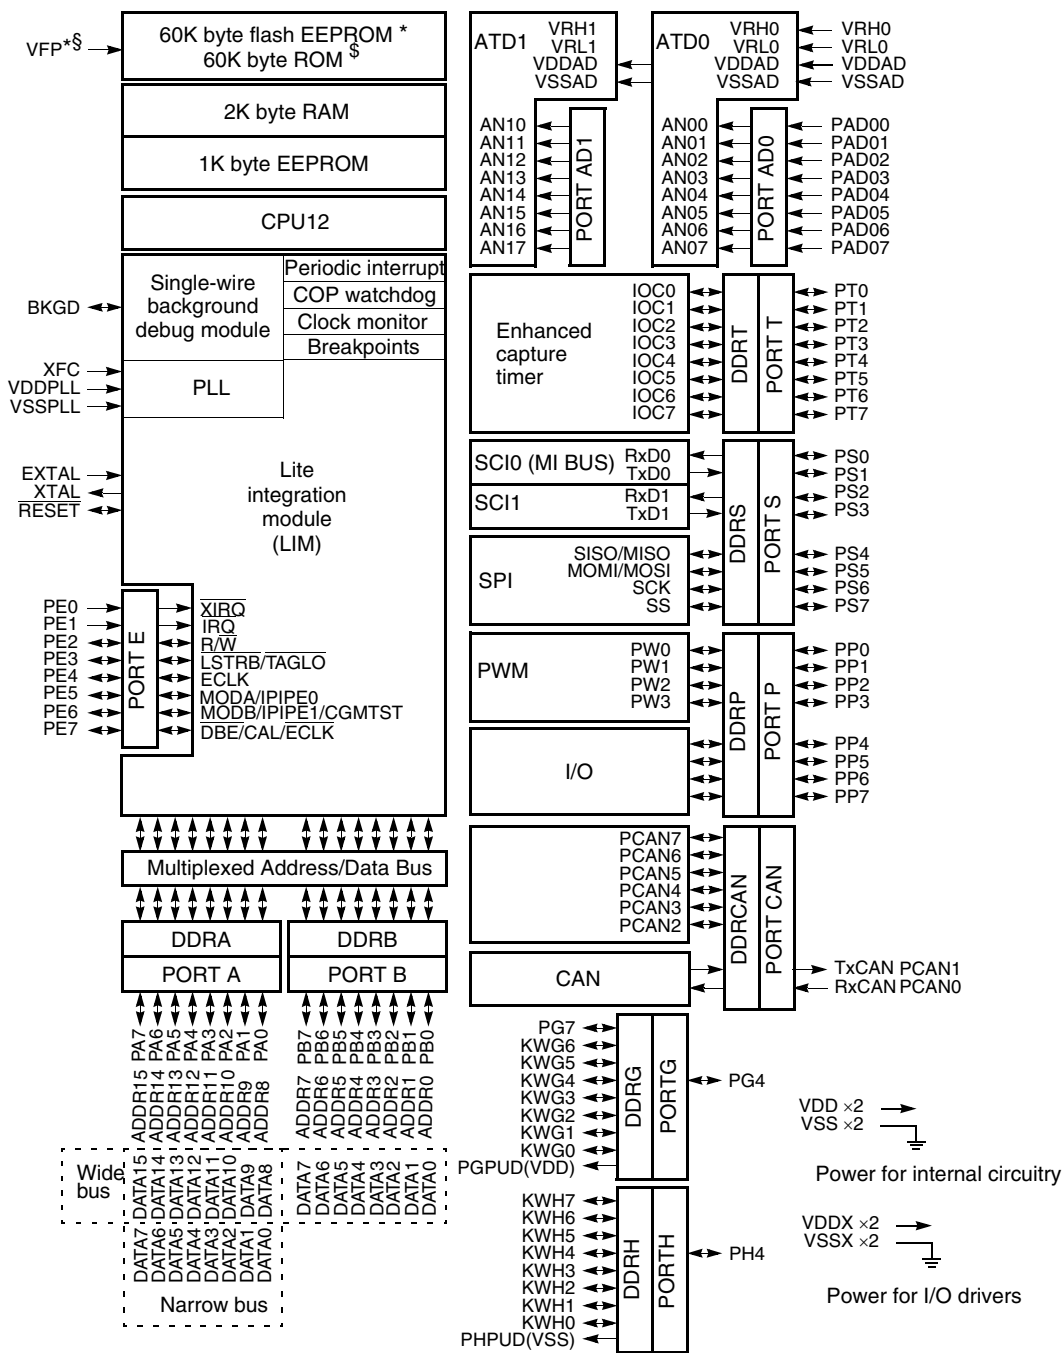 VFP*§
60K byte flash EEPROM *
60K byte ROM $
2K byte RAM
1K byte EEPROM
CPU12
Single-wire
background
debug module
Periodic interrupt
COP watchdog
Clock monitor
Breakpoints
BKGD
XFC
VDDPLL
VSSPLL
PLL
EXTAL
XTAL
RESET
Lite
integration
module
(LIM)
PE0
PE1
PE2
PE3
PE4
PE5
PE6
PE7
PORT E
XIRQ
IRQ
R/W
LSTRB/TAGLO
ECLK
MODA/IPIPE0
MODB/IPIPE1/CGMTST
DBE/CAL/ECLK
Multiplexed Address/Data Bus
DDRA
DDRB
PORT A
PORT B
PA7 PA6 PA5 PA4 PA3 PA2 PA1 PA0
PB7 PB6 PB5 PB4 PB3 PB2 PB1 PB0
ADDR15 ADDR14 ADDR13 ADDR12 ADDR11 ADDR10 ADDR9 ADDR8
ADDR7 ADDR6 ADDR5 ADDR4 ADDR3 ADDR2 ADDR1 ADDR0
Wide
bus
DATA15 DATA14 DATA13 DATA12 DATA11 DATA10 DATA9 DATA8
DATA7 DATA6 DATA5 DATA4 DATA3 DATA2 DATA1 DATA0
DATA7 DATA6 DATA5 DATA4 DATA3 DATA2 DATA1 DATA0
Narrow bus
ATD1
VRH1
VRL1
VDDAD
VSSAD
AN10
AN11
AN12
AN13
AN14
AN15
AN16
AN17
PORT AD1
ATD0
VRH0
VRL0
VDDAD
VSSAD
VRH0
VRL0
VDDAD
VSSAD
AN00
AN01
AN02
AN03
AN04
AN05
AN06
AN07
PORT AD0
PAD00
PAD01
PAD02
PAD03
PAD04
PAD05
PAD06
PAD07
Enhanced
capture
timer
IOC0
IOC1
IOC2
IOC3
IOC4
IOC5
IOC6
IOC7
DDRT
PORT T
PT0
PT1
PT2
PT3
PT4
PT5
PT6
PT7
SCI0 (MI BUS)
RxD0
TxD0
SCI1
RxD1
TxD1
SPI
SISO/MISO
MOMI/MOSI
SCK
SS
DDRS
PORT S
PS0
PS1
PS2
PS3
PS4
PS5
PS6
PS7
PWM
PW0
PW1
PW2
PW3
I/O
DDRP
PORT P
PP0
PP1
PP2
PP3
PP4
PP5
PP6
PP7
PCAN7
PCAN6
PCAN5
PCAN4
PCAN3
PCAN2
CAN
DDRCAN
PORT CAN
TxCAN PCAN1
RxCAN PCAN0
PG7
KWG6
KWG5
KWG4
KWG3
KWG2
KWG1
KWG0
PGPUD(VDD)
DDRG
PORTG
PG4
KWH7
KWH6
KWH5
KWH4
KWH3
KWH2
KWH1
KWH0
PHPUD(VSS)
DDRH
PORTH
PH4
VDD ×2
VSS ×2
Power for internal circuitry
VDDX ×2
VSSX ×2
Power for I/O drivers